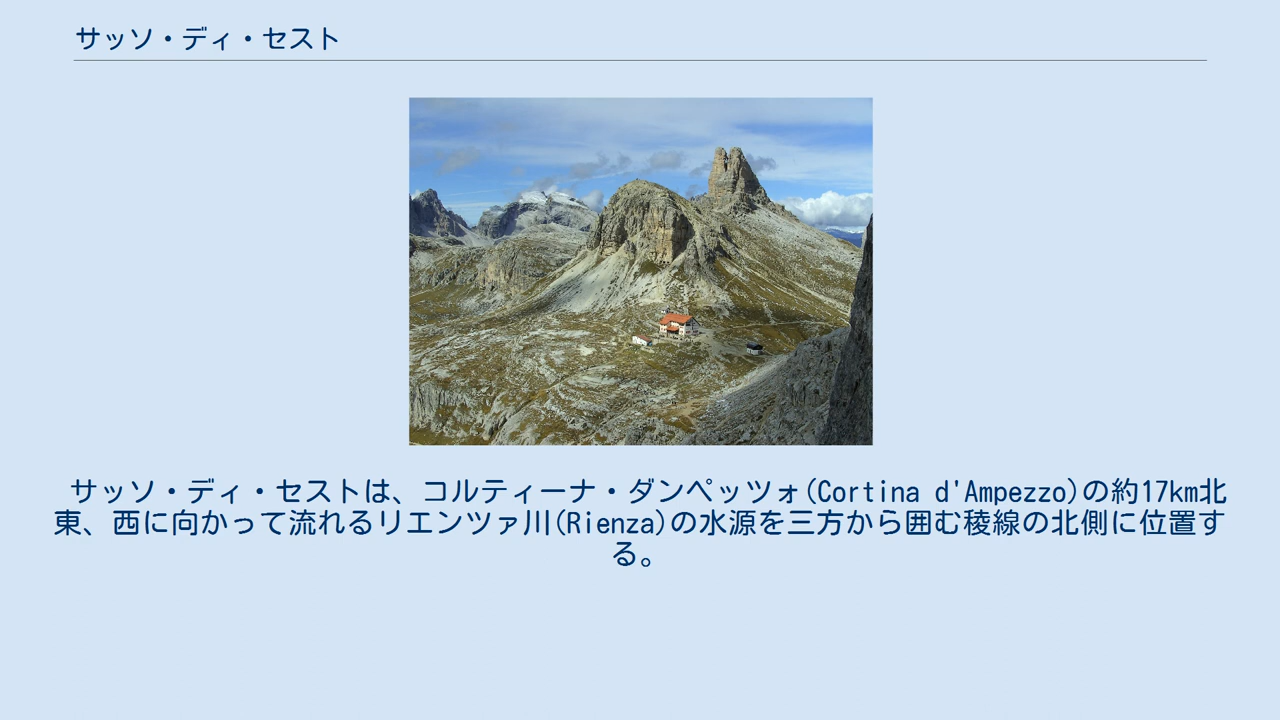 サッソ・ディ・セスト
サッソ・ディ・セストは、コルティーナ・ダンペッツォ(Cortina d'Ampezzo)の約17km北
東、西に向かって流れるリエンツァ川(Rienza)の水源を三方から囲む稜線の北側に位置す
る。